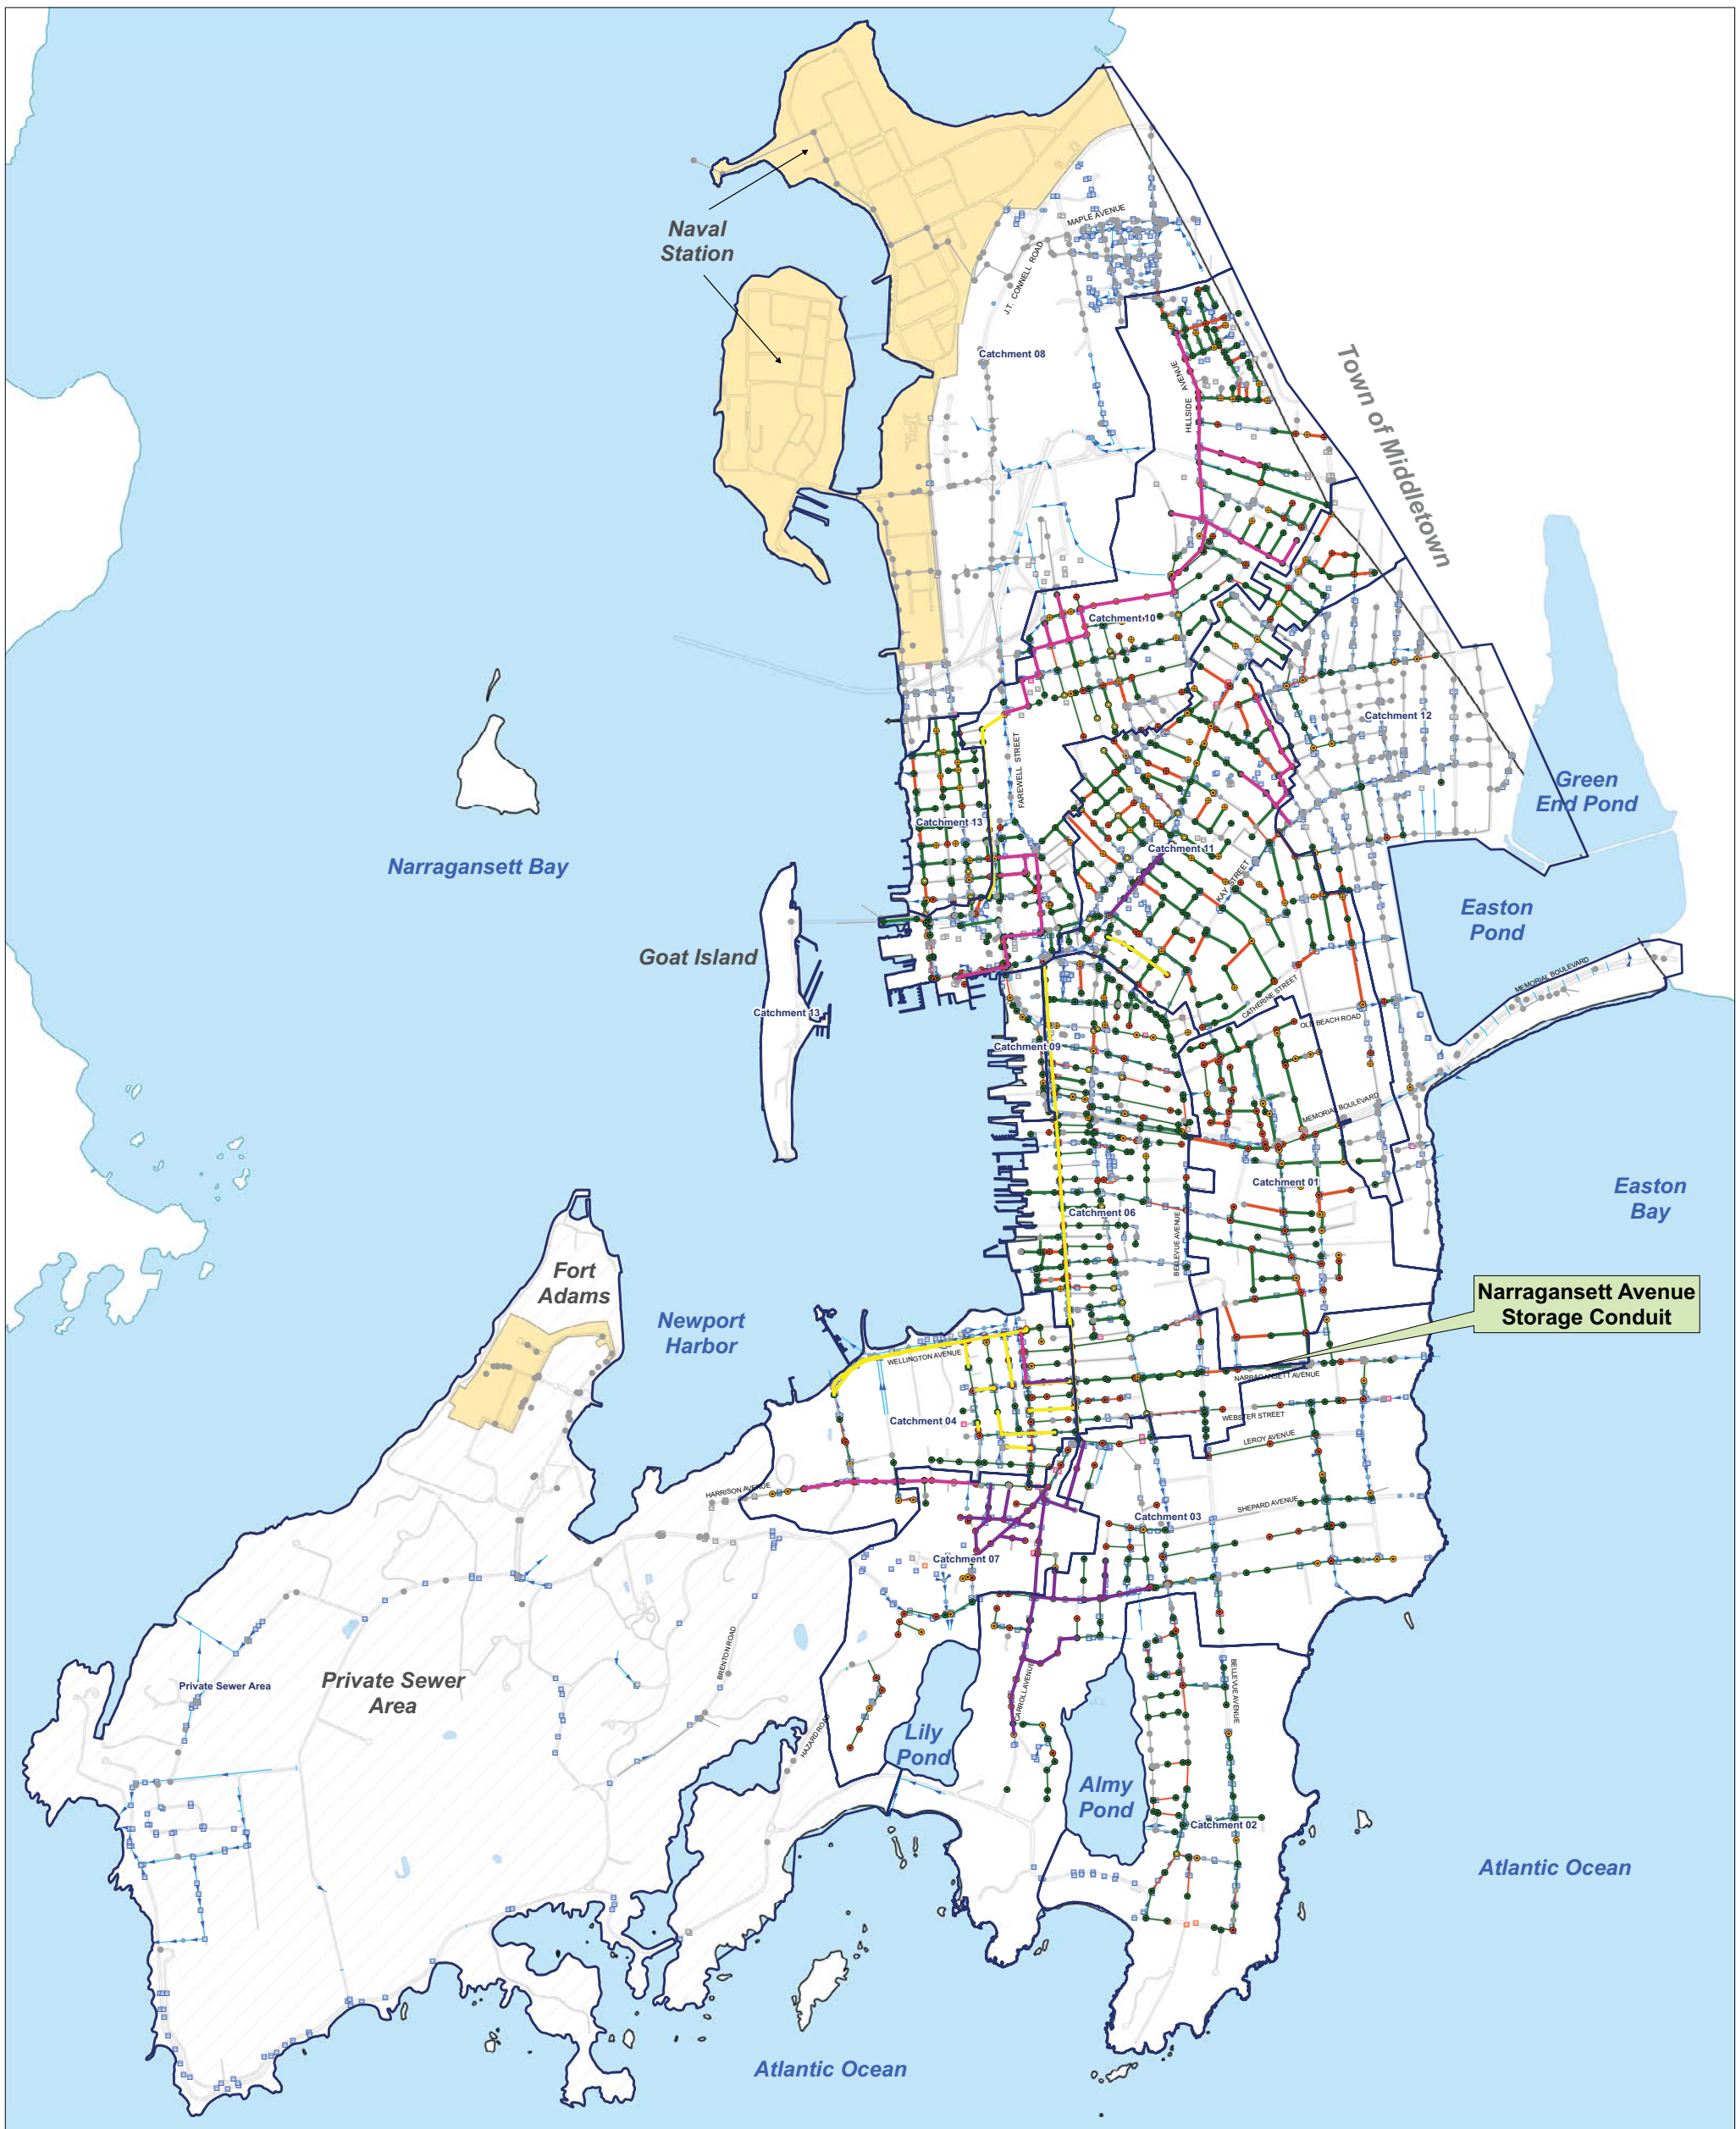 Naval
Station
MAPLE AVENUE
J.T. CONNELL ROAD
Catchment 08
HILLSIDE AVENUE
Town of Middletown
Catchment 10
Catchment 12
FAREWELL STREET
Green
End Pond
Catchment 13
Narragansett Bay
Catchment 11
KAY STREET
Easton
Pond
Goat Island
MEMORIAL BOULEVARD
CATHERINE STREET
Catchment 13
OLD BEACH ROAD
Catchment 09
MEMORIAL BOULEVARD
Catchment 01
Easton
Bay
Catchment 06
BELLEVUE AVENUE
Fort
Adams
Narragansett Avenue
Storage Conduit
Newport
Harbor
WELLINGTON AVENUE
NARRAGANSETT AVENUE
Catchment 04
WEBSTER STREET
LEROY AVENUE
HARRISON AVENUE
SHEPARD AVENUE
Catchment 03
Catchment 07
BRENTON ROAD
Private Sewer Area
Private Sewer
Area
CARROLL AVENUE
BELLEVUE AVENUE
HAZARD ROAD
Lily
Pond
Almy
Pond
Catchment 02
Atlantic Ocean
Atlantic Ocean